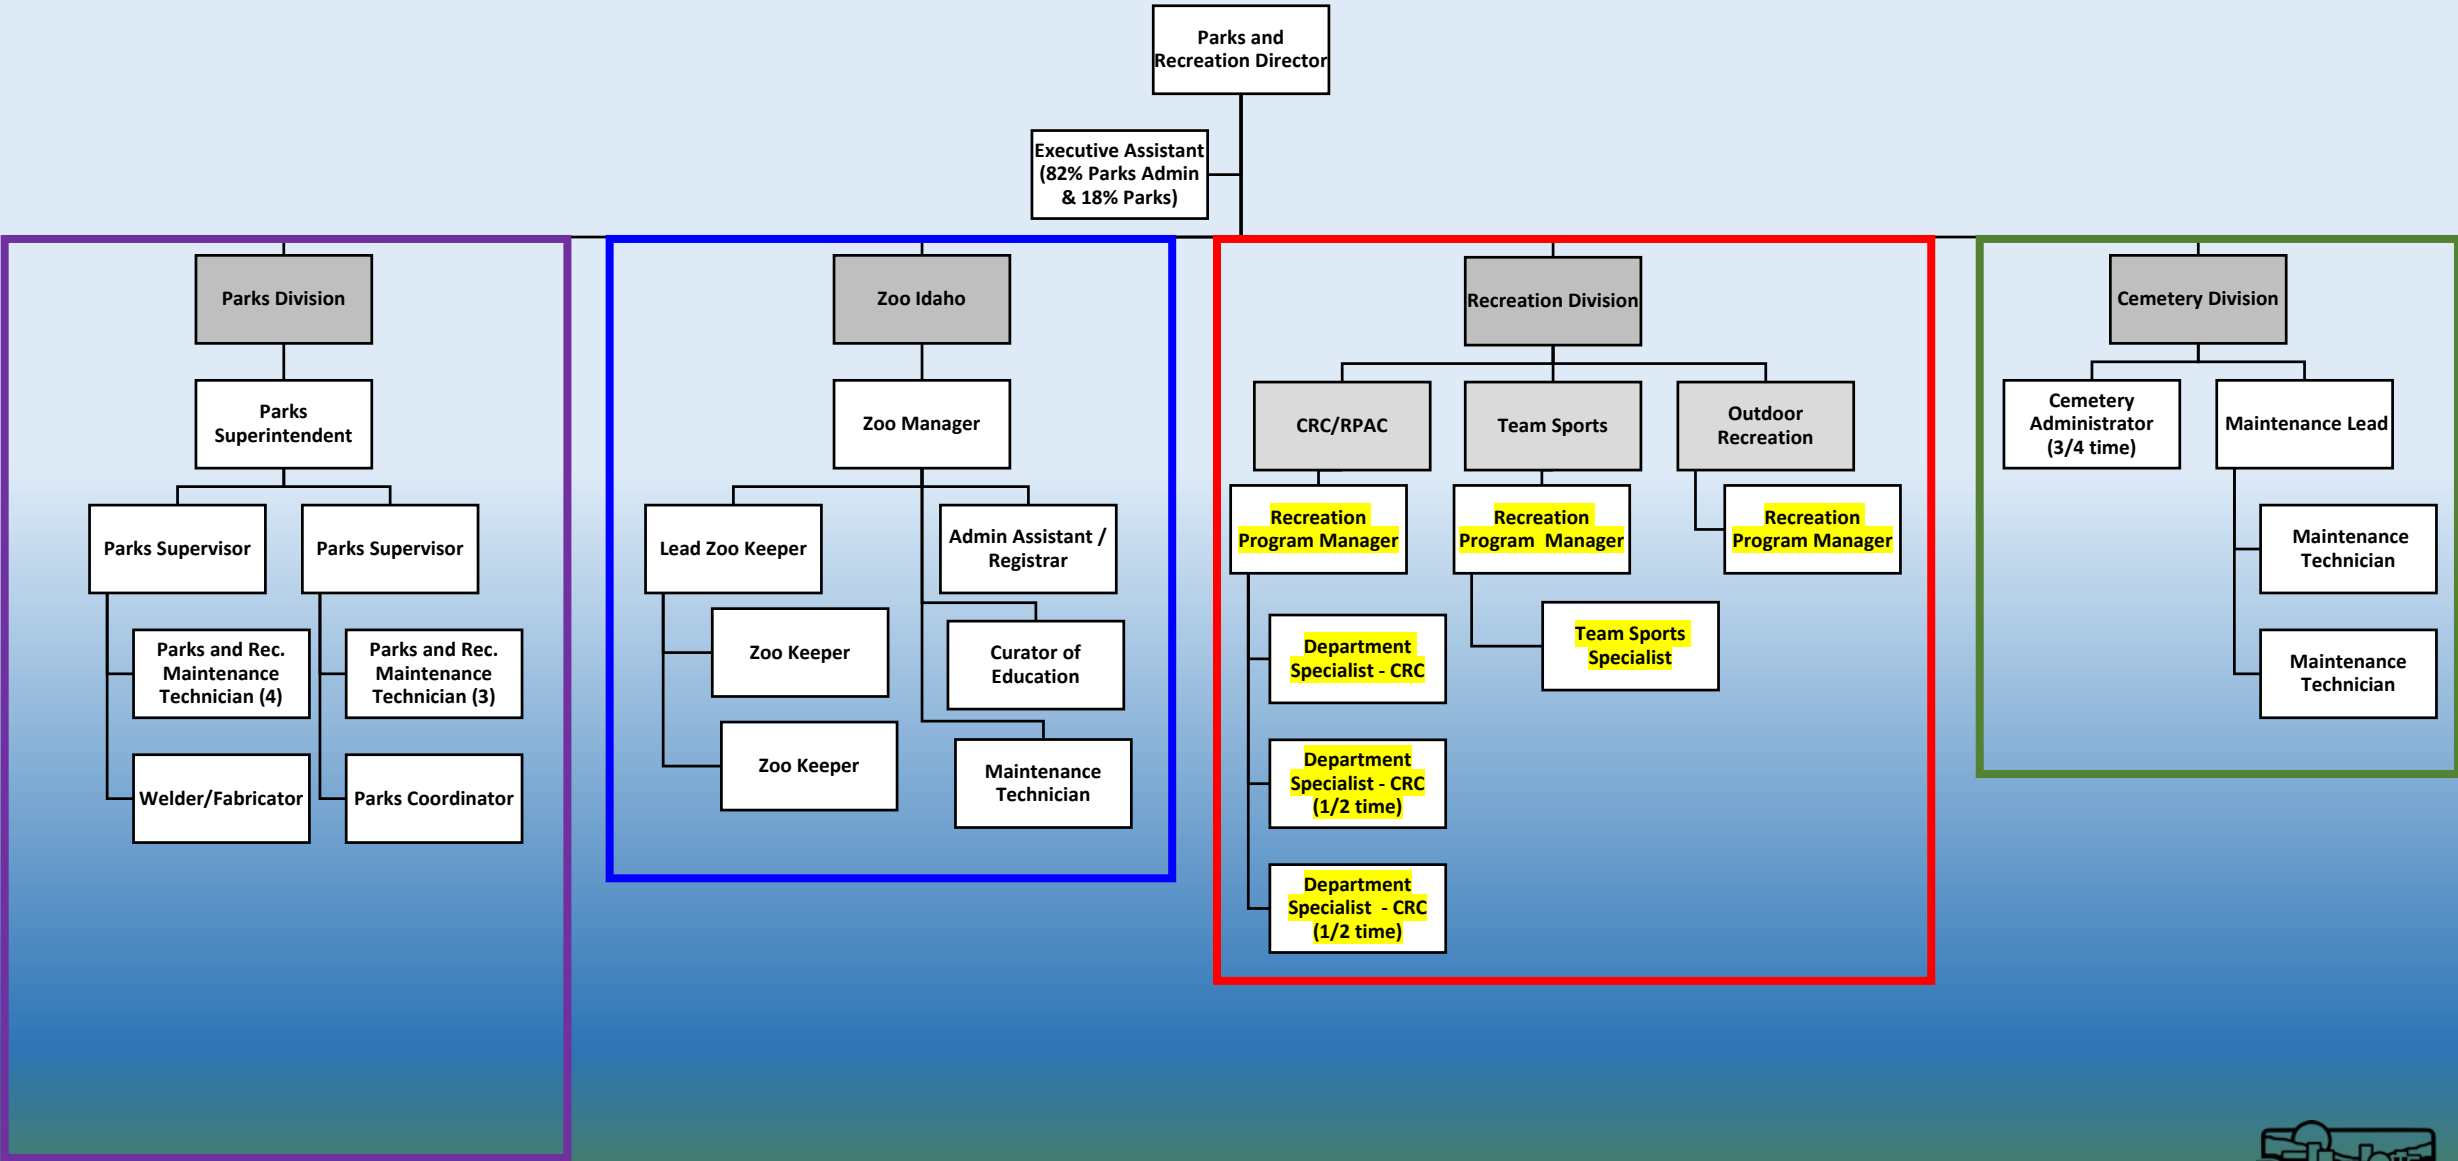 Parks and
Recreation Director
Executive Assistant
(82% Parks Admin
& 18% Parks)
Parks Division
Parks
Superintendent
Parks Supervisor
Parks and Rec.
Maintenance
Technician (4)
Welder/Fabricator
Parks Supervisor
Parks and Rec.
Maintenance
Technician (3)
Parks Coordinator
Zoo Idaho
Zoo Manager
Lead Zoo Keeper
Zoo Keeper
Zoo Keeper
Admin Assistant /
Registrar
Curator of
Education
Maintenance
Technician
Recreation Division
CRC/RPAC
Recreation
Program Manager
Department
Specialist - CRC
Department
Specialist - CRC
(1/2 time)
Department
Specialist - CRC
(1/2 time)
Team Sports
Recreation
Program Manager
Team Sports
Specialist
Outdoor
Recreation
Recreation
Program Manager
Cemetery Division
Cemetery
Administrator
(3/4 time)
Maintenance Lead
Maintenance
Technician
Maintenance
Technician